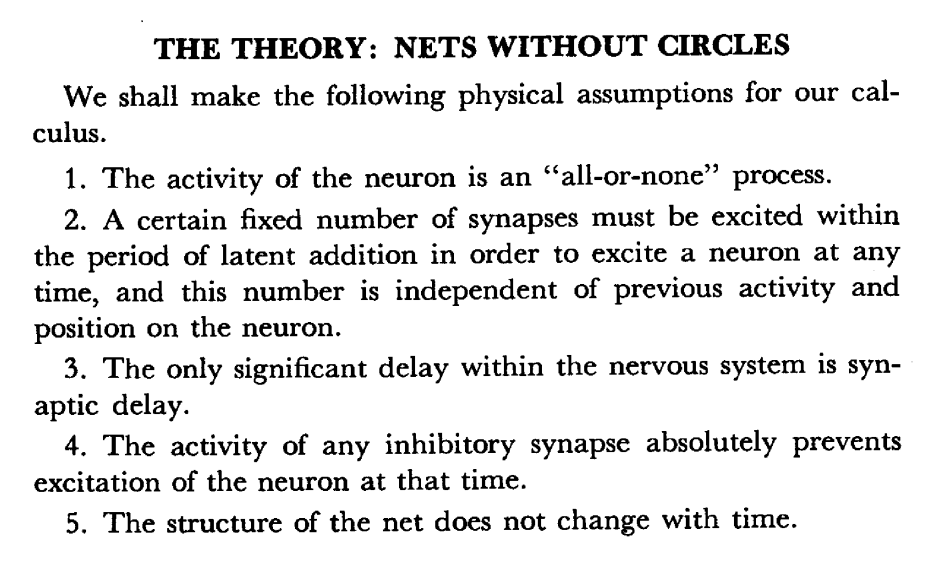 THE THEORY: NETS WITHOUT CIRCLES
We shall make the following physical assumptions for our cal-
culus.
1. The activity of the neuron is an “all-or-none” process.
2. A certain fixed number of synapses must be excited within
the period of latent addition in order to excite a neuron at any
time, and this number is independent of previous activity and
position on the neuron.
3. The only significant delay within the nervous system is syn-
aptic delay.
4. The activity of any inhibitory synapse absolutely prevents
excitation of the neuron at that time.
5. The structure of the net does not change with time.